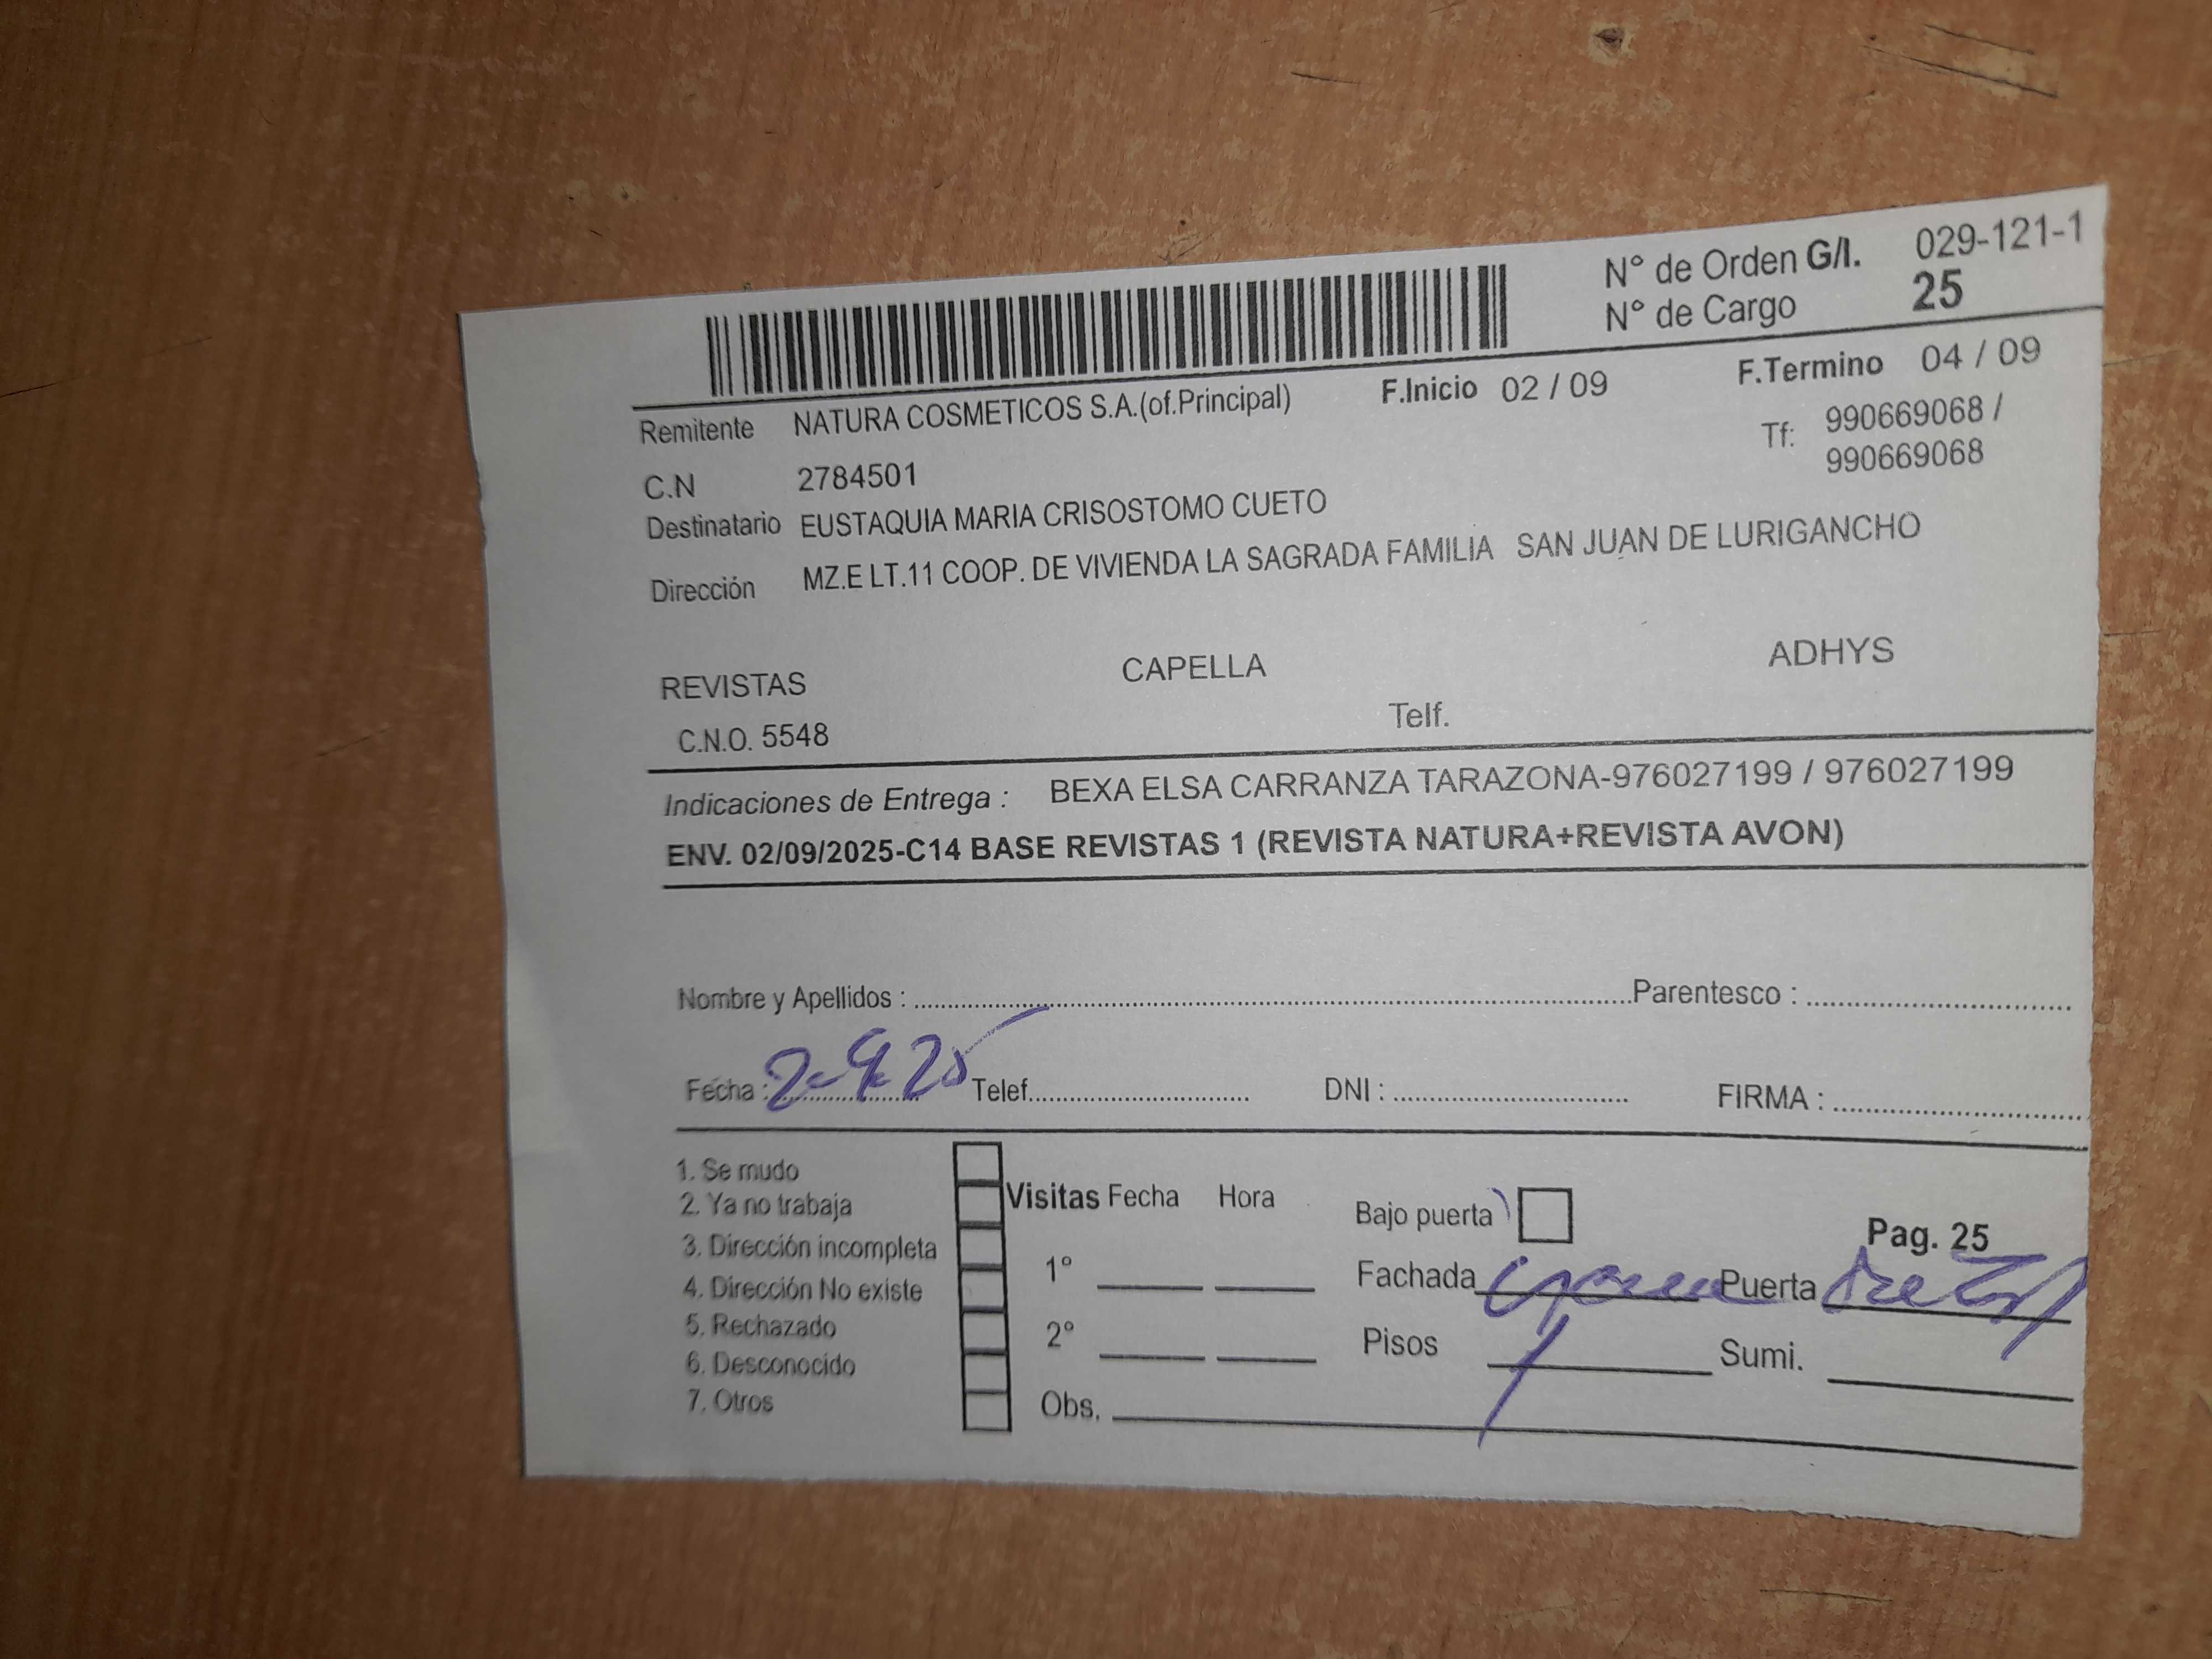 N° de Orden G/I. 029-121-1
N° de Cargo 25
Remitente NATURA COSMETICOS S.A.(of.Principal) F.Inicio 02 / 09 F.Termino 04 / 09
Tf: 990669068 /
990669068
C.N 2784501
Destinatario EUSTAQUIA MARIA CRISOSTOMO CUETO
Dirección MZ.E LT.11 COOP. DE VIVIENDA LA SAGRADA FAMILIA SAN JUAN DE LURIGANCHO
REVISTAS CAPELLA ADHYS
C.N.O. 5548 Telf.
Indicaciones de Entrega : BEXA ELSA CARRANZA TARAZONA-976027199 / 976027199
ENV. 02/09/2025-C14 BASE REVISTAS 1 (REVISTA NATURA+REVISTA AVON)
Nombre y Apellidos : Parentesco :
Fecha : 2-9-25 Telef. DNI : FIRMA :
1. Se mudo
2. Ya no trabaja
3. Dirección incompleta
4. Dirección No existe
5. Rechazado
6. Desconocido
7. Otros
Visitas Fecha Hora
1°
2°
Obs.
Bajo puerta
Pag. 25
Fachada Puerta
Pisos 1 Sumi.